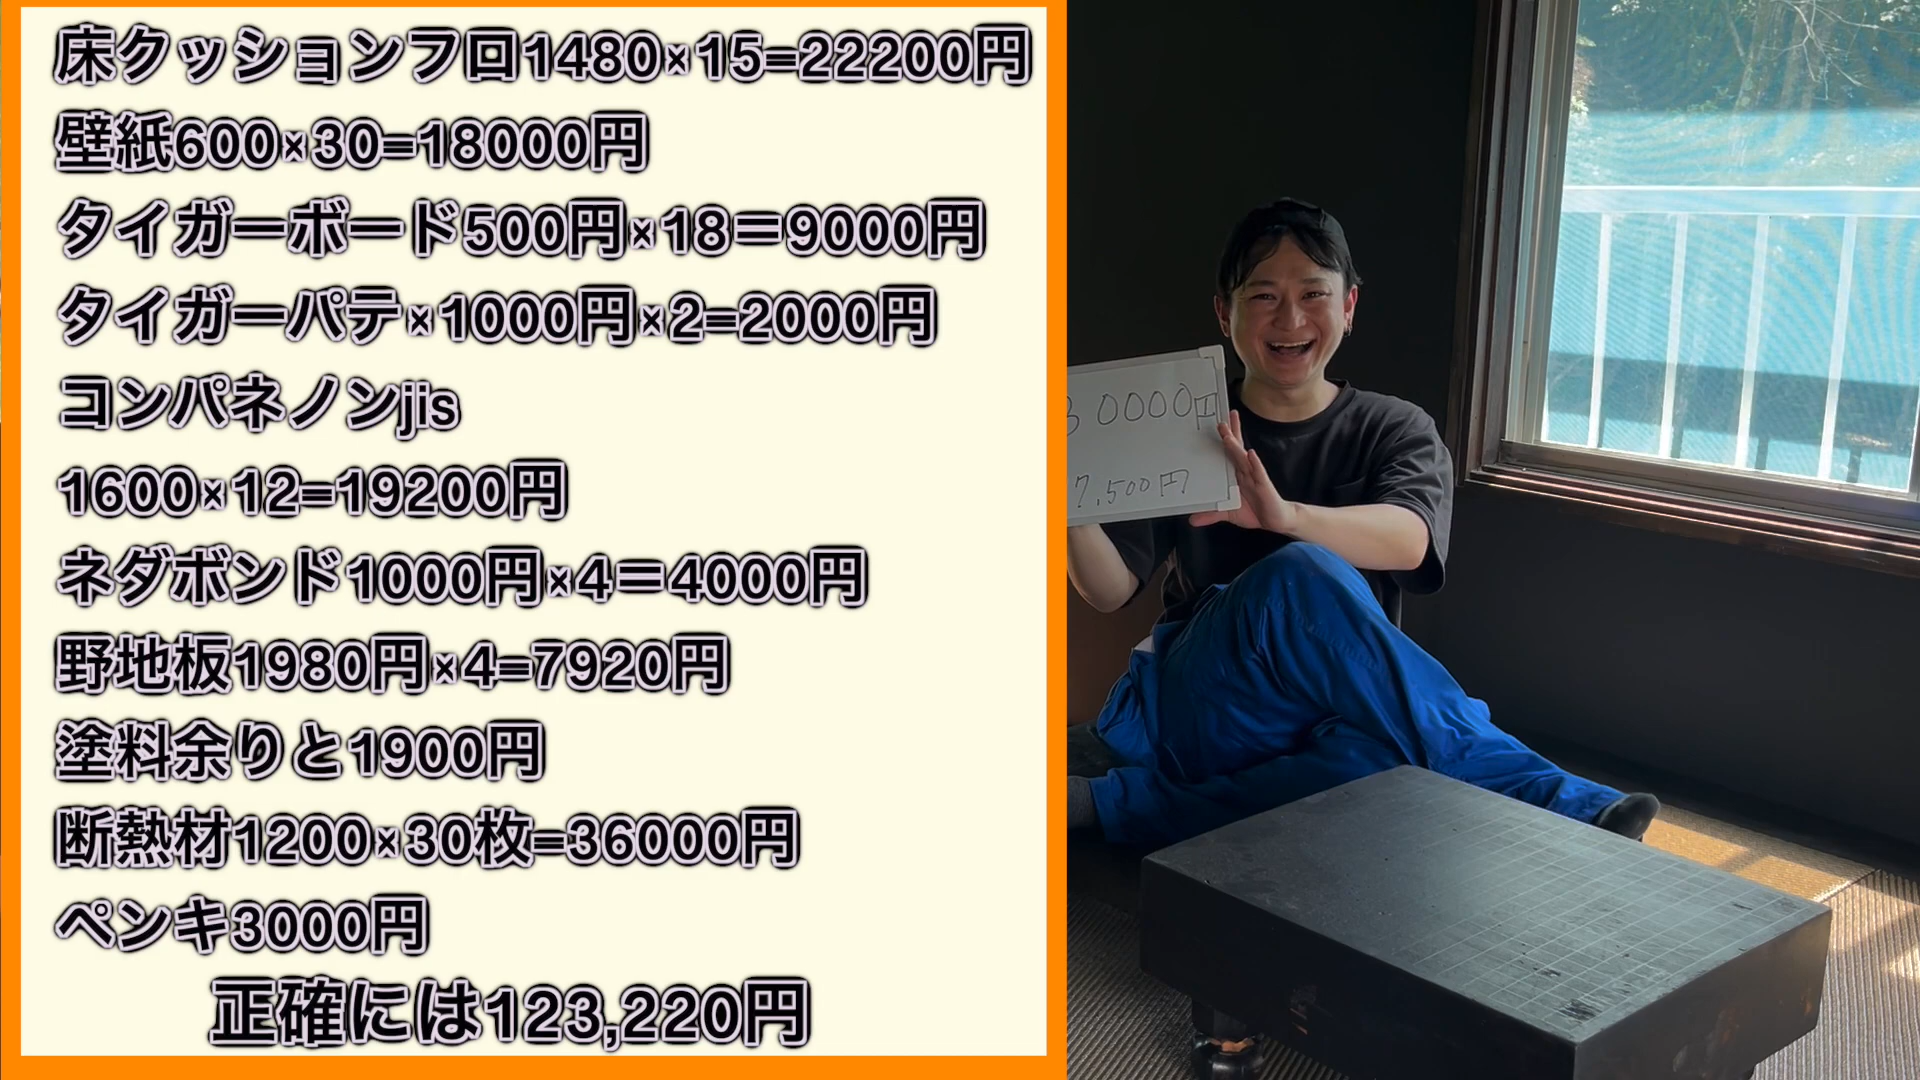 床クッションフロ1480×15=22200円
壁紙600×30=18000円
タイガーボード500円×18＝9000円
タイガーパテ×1000円×2=2000円
コンパネノンjis
1600×12=19200円
ネダボンド1000円×4＝4000円
野地板1980円×4=7920円
塗料余りと1900円
断熱材1200×30枚=36000円
ペンキ3000円
正確には123,220円
30000円
7,500円